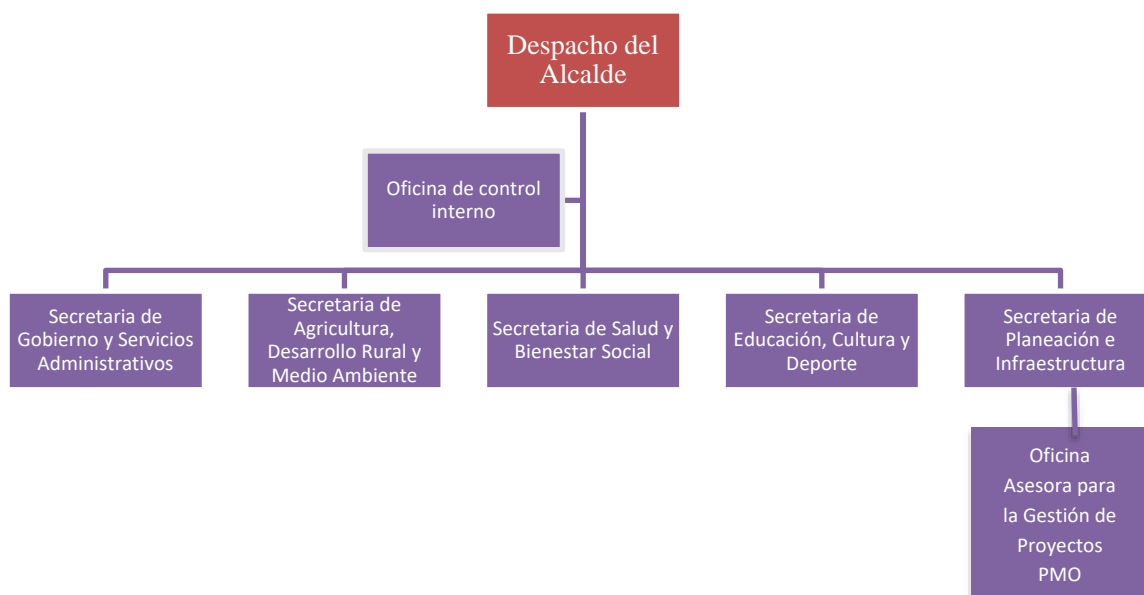 Despacho del
Alcalde
Oficina de control
interno
Secretaria de
Gobierno y Servicios
Administrativos
Secretaria de
Agricultura,
Desarrollo Rural y
Medio Ambiente
Secretaria de Salud y
Bienestar Social
Secretaria de
Educación, Cultura y
Deporte
Secretaria de
Planeación e
Infraestructura
Oficina
Asesora para
la Gestión de
Proyectos
PMO